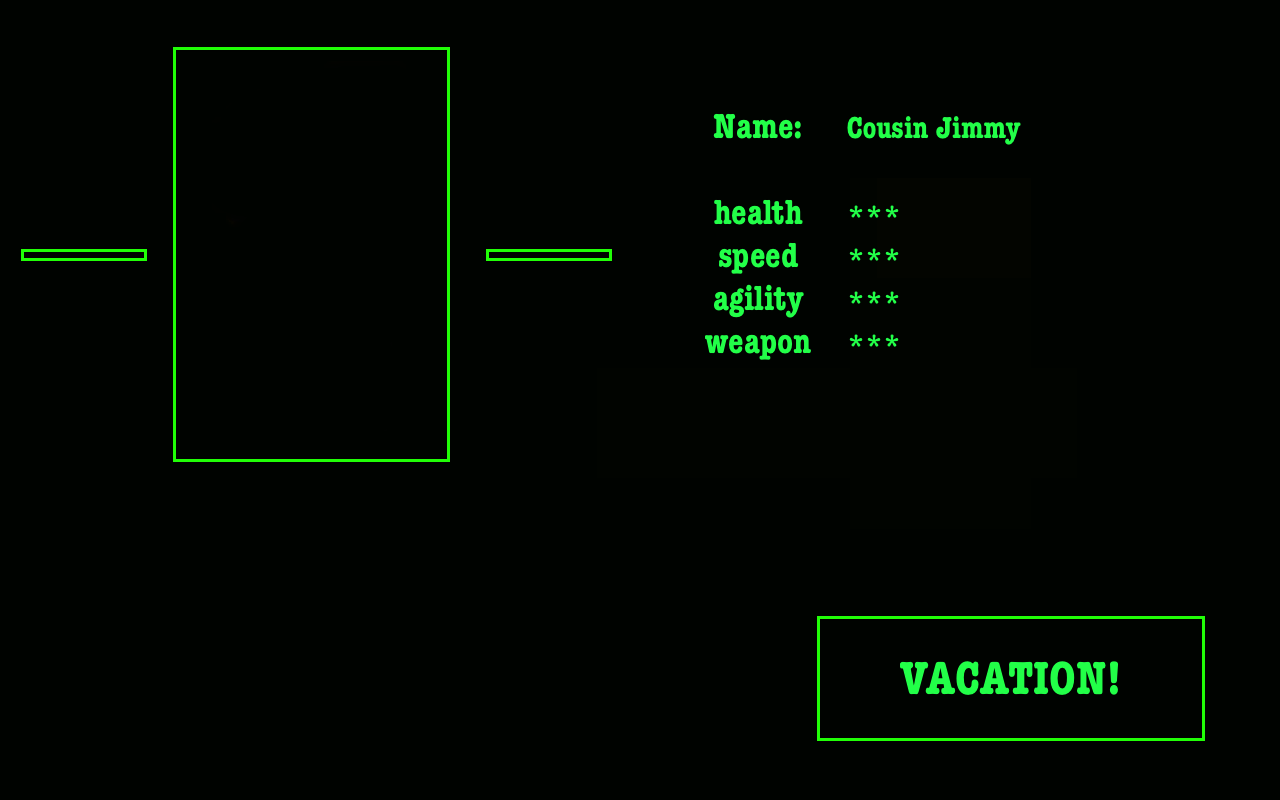 Name: Cousin Jimmy
health ***
speed ***
agility ***
weapon ***
VACATION!